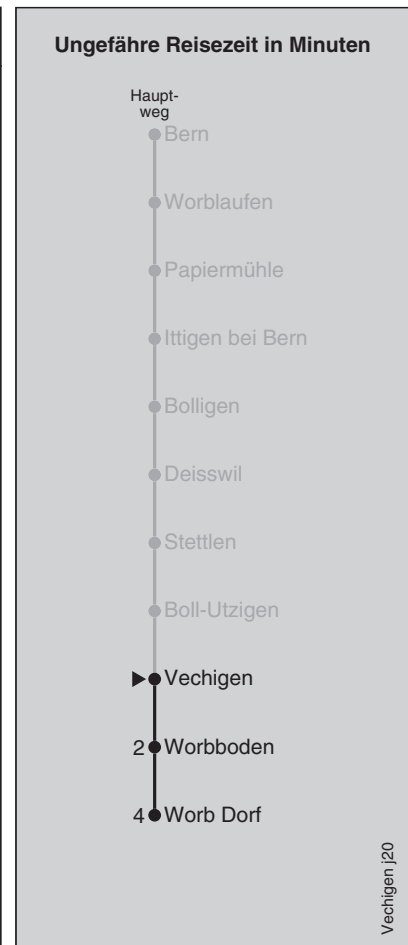 Ungefähre Reisezeit in Minuten
Haupt-
weg
Bern
Worblaufen
Papiermühle
Ittigen bei Bern
Bolligen
Deisswil
Stettlen
Boll-Utzigen
Vechigen
2 Worbboden
4 Worb Dorf
Vechigen j20